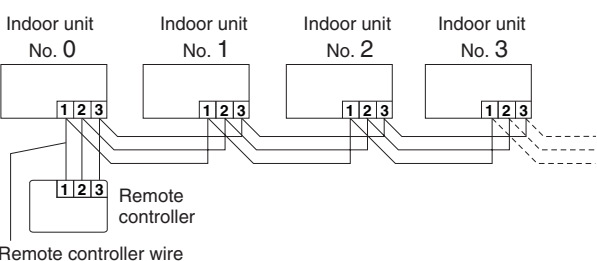 Indoor unit
No. 0
Indoor unit
No. 1
Indoor unit
No. 2
Indoor unit
No. 3
1 2 3
1 2 3
1 2 3
1 2 3
1 2 3
Remote
controller
Remote controller wire